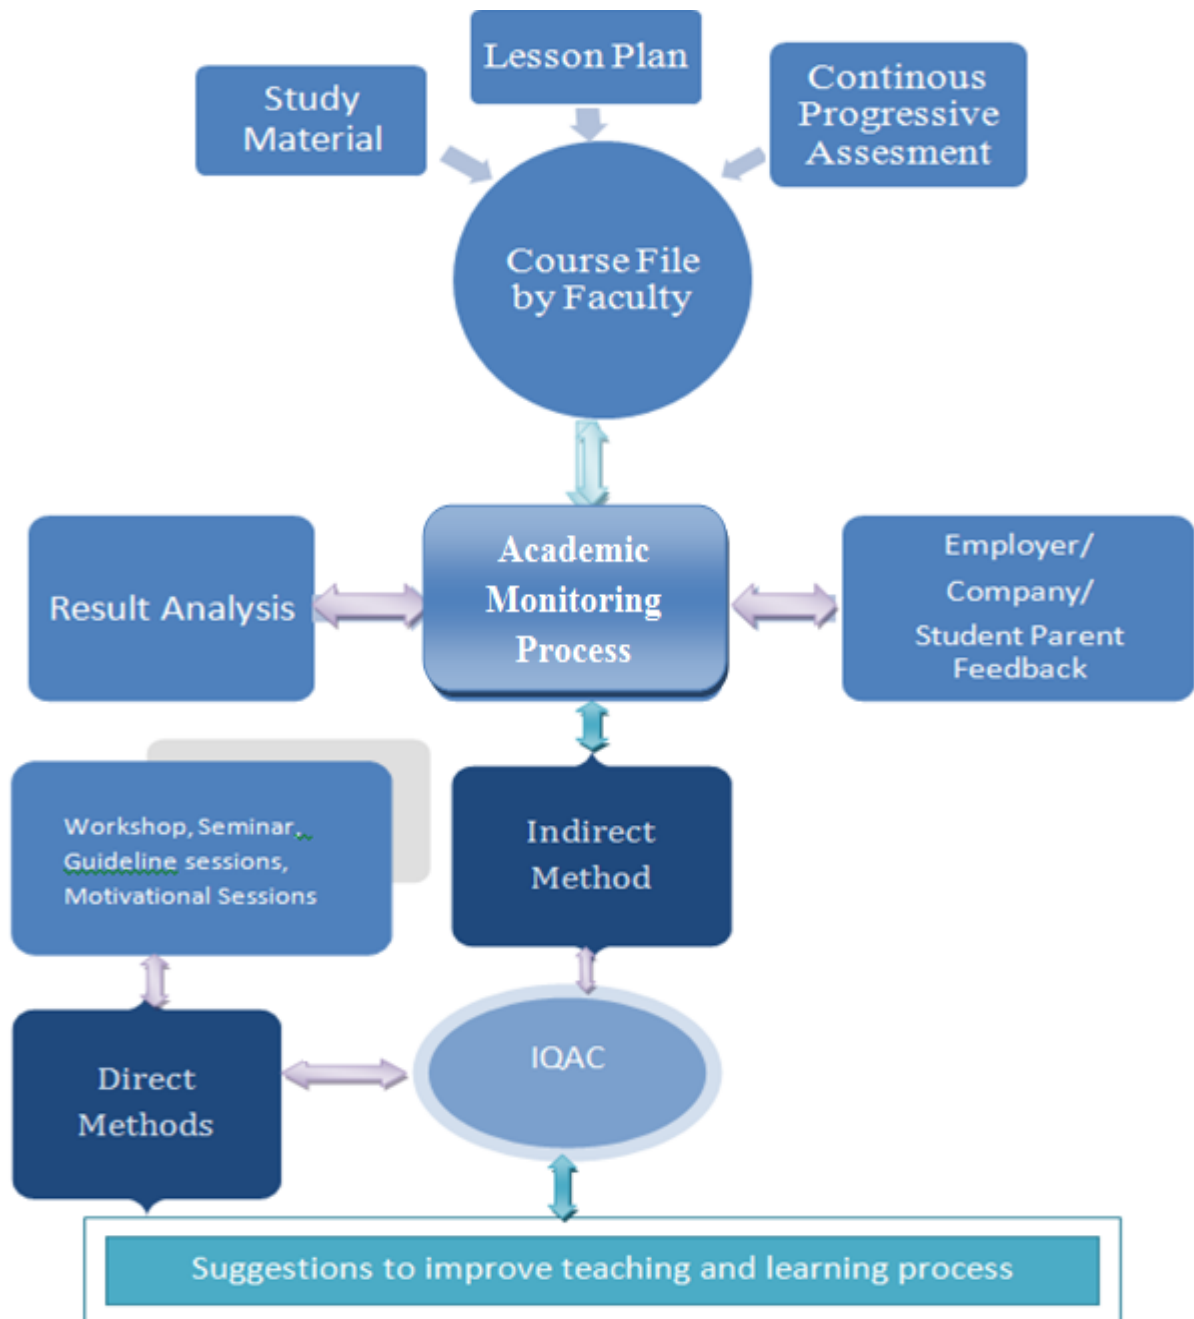 Lesson Plan
Study
Material
Continous
Progressive
Assesment
Course File
by Faculty
Result Analysis
Academic
Monitoring
Process
Employer/
Company/
Student Parent
Feedback
Workshop, Seminar,
Guideline sessions,
Motivational Sessions
Indirect
Method
Direct
Methods
IQAC
Suggestions to improve teaching and learning process